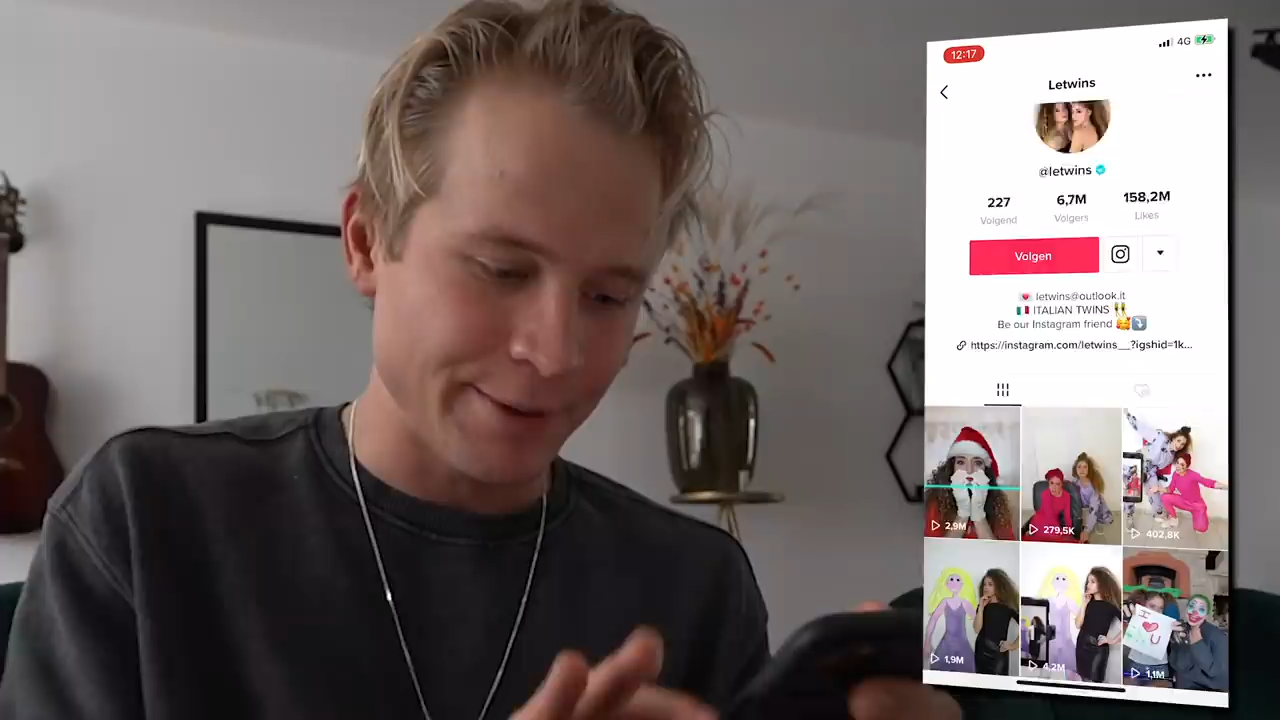 12:17
4G
Letwins
@letwins
227
6,7M
158,2M
Volgend
Volgers
Likes
Volgen
letwins@outlook.it
ITALIAN TWINS
Be our Instagram friend
https://instagram.com/letwins__?igshid=1k...
2,9M
279,5K
402,8K
I
U
1,9M
4,2M
1,1M